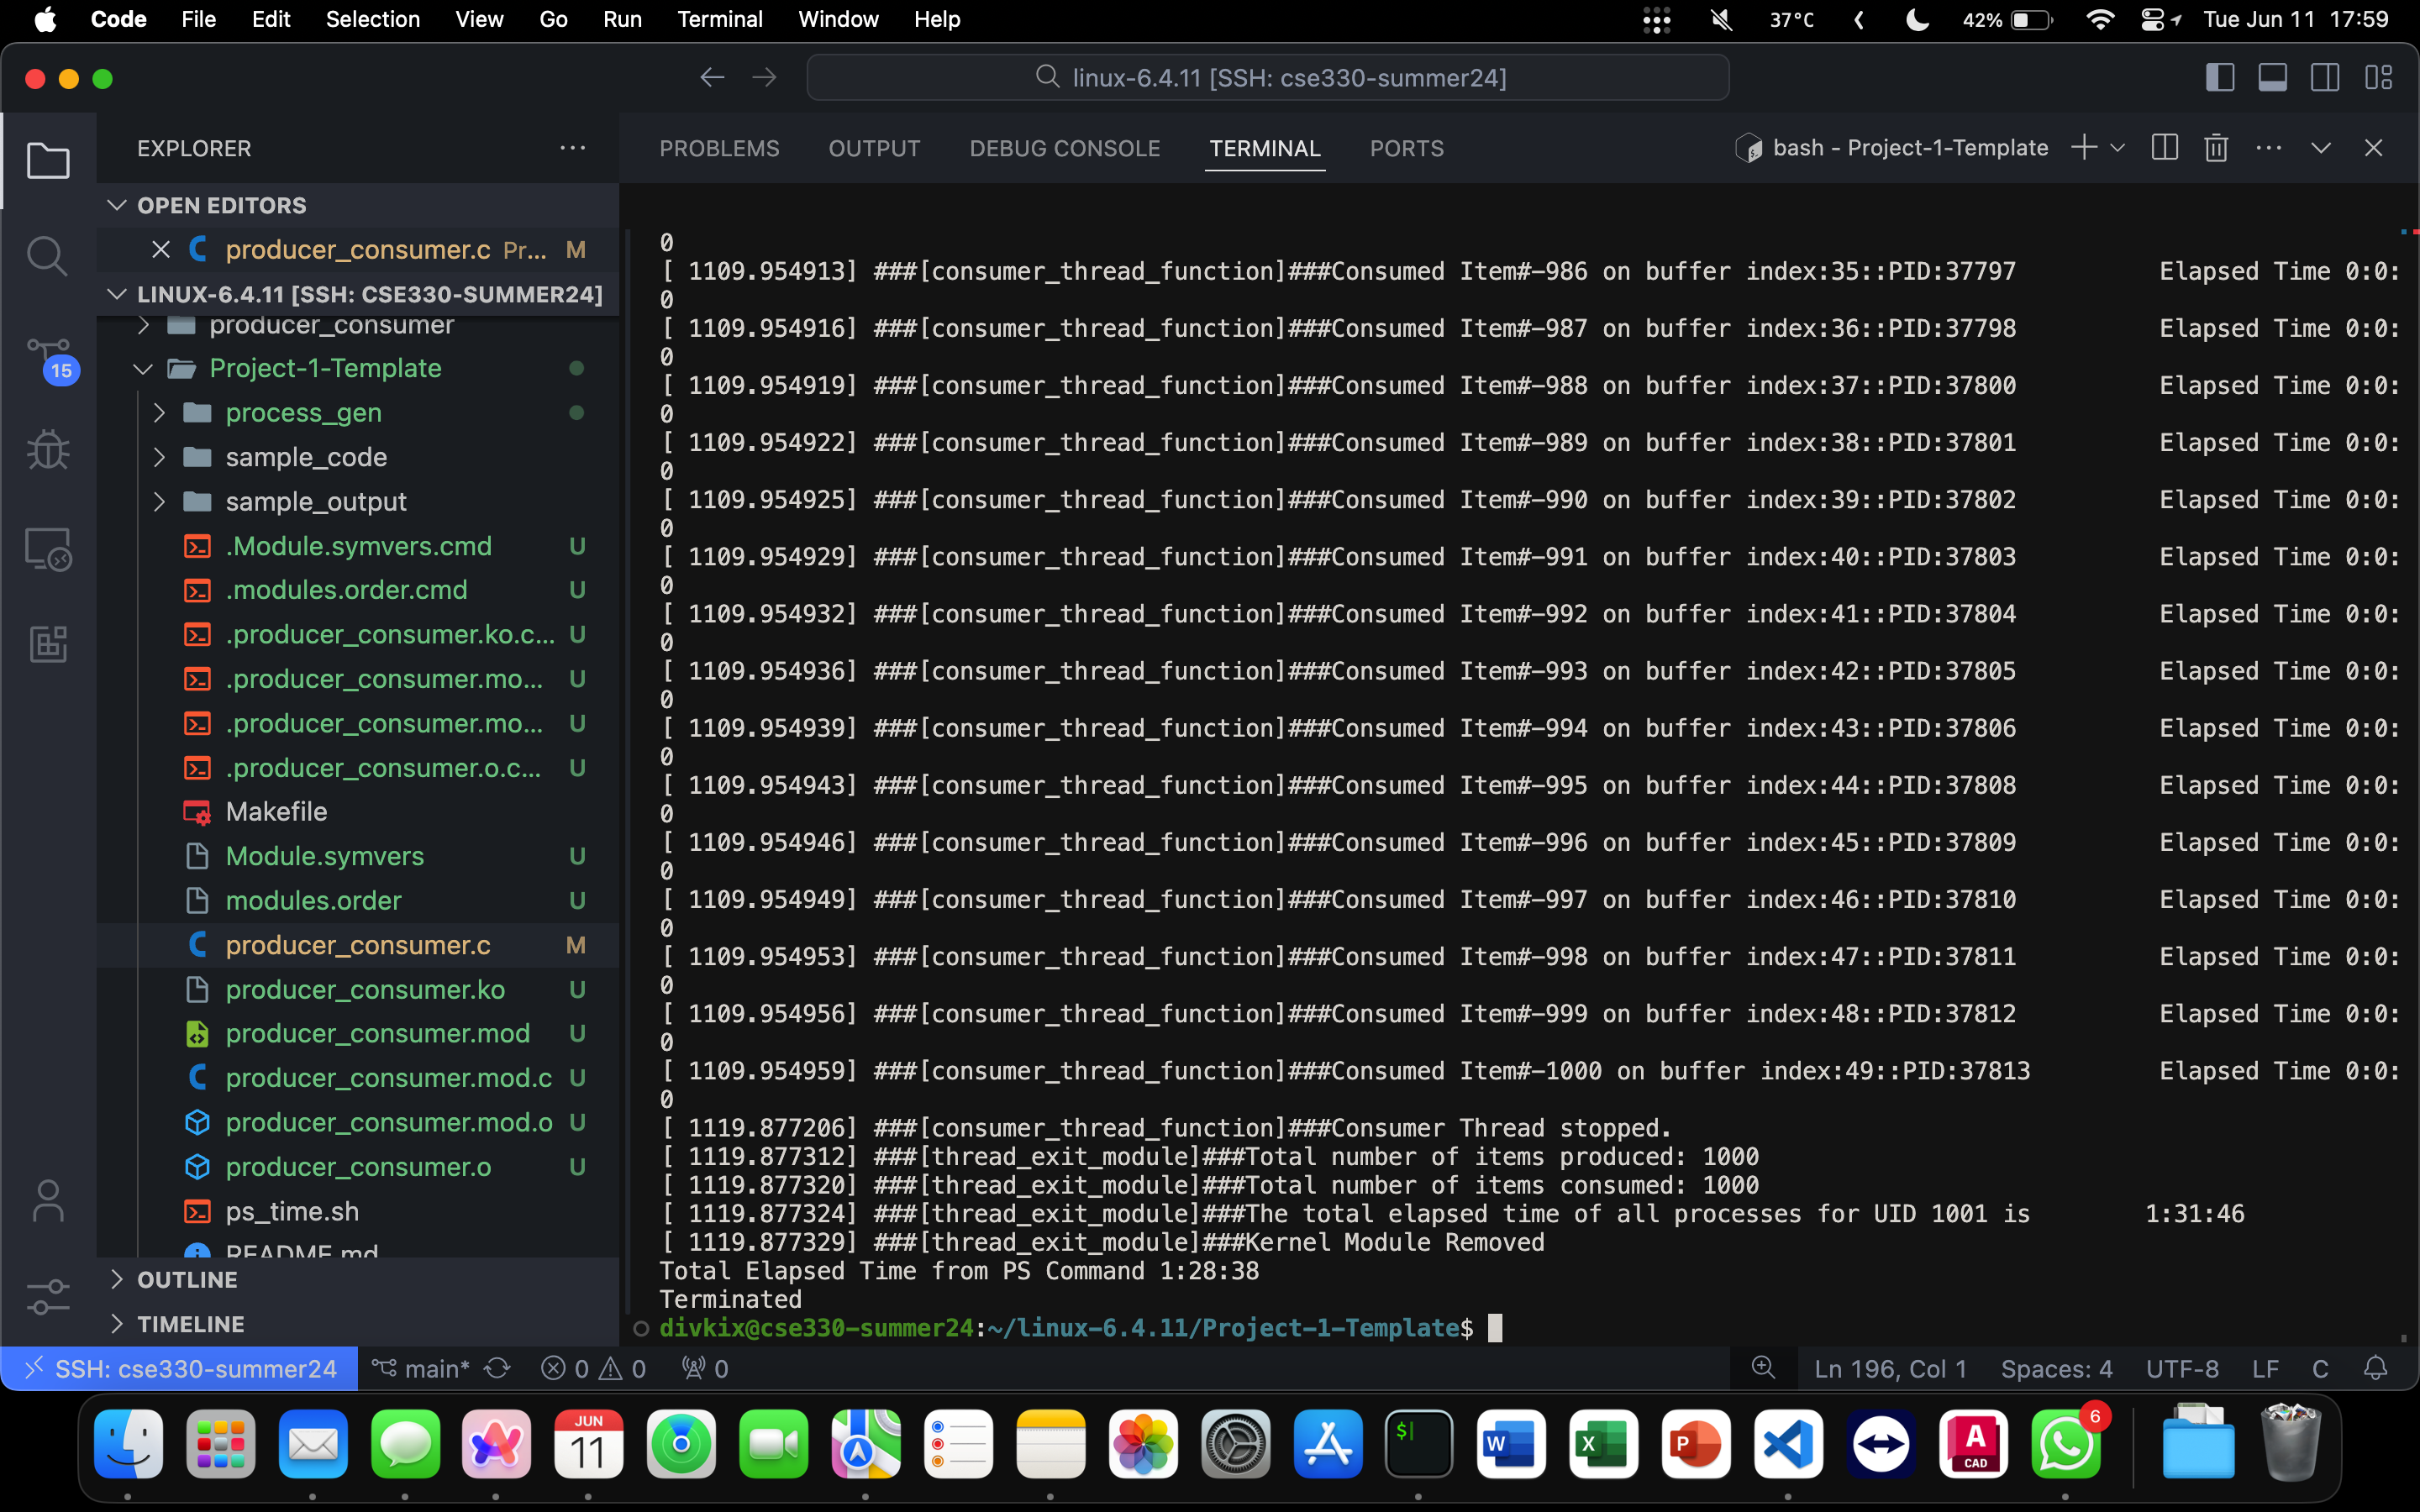 Code File Edit Selection View Go Run Terminal Window Help 37°C 42% Tue Jun 11 17:59
linux-6.4.11 [SSH: cse330-summer24]
EXPLORER
OPEN EDITORS
producer_consumer.c Pr... M
LINUX-6.4.11 [SSH: CSE330-SUMMER24]
producer_consumer
Project-1-Template
process_gen
sample_code
sample_output
.Module.symvers.cmd U
.modules.order.cmd U
.producer_consumer.ko.c... U
.producer_consumer.mo... U
.producer_consumer.mo... U
.producer_consumer.o.c... U
Makefile
Module.symvers U
modules.order U
producer_consumer.c M
producer_consumer.ko U
producer_consumer.mod U
producer_consumer.mod.c U
producer_consumer.mod.o U
producer_consumer.o U
ps_time.sh
README.md
OUTLINE
TIMELINE
15
PROBLEMS OUTPUT DEBUG CONSOLE TERMINAL PORTS bash - Project-1-Template
0
[ 1109.954913] ###[consumer_thread_function]###Consumed Item#-986 on buffer index:35::PID:37797 Elapsed Time 0:0:
0
[ 1109.954916] ###[consumer_thread_function]###Consumed Item#-987 on buffer index:36::PID:37798 Elapsed Time 0:0:
0
[ 1109.954919] ###[consumer_thread_function]###Consumed Item#-988 on buffer index:37::PID:37800 Elapsed Time 0:0:
0
[ 1109.954922] ###[consumer_thread_function]###Consumed Item#-989 on buffer index:38::PID:37801 Elapsed Time 0:0:
0
[ 1109.954925] ###[consumer_thread_function]###Consumed Item#-990 on buffer index:39::PID:37802 Elapsed Time 0:0:
0
[ 1109.954929] ###[consumer_thread_function]###Consumed Item#-991 on buffer index:40::PID:37803 Elapsed Time 0:0:
0
[ 1109.954932] ###[consumer_thread_function]###Consumed Item#-992 on buffer index:41::PID:37804 Elapsed Time 0:0:
0
[ 1109.954936] ###[consumer_thread_function]###Consumed Item#-993 on buffer index:42::PID:37805 Elapsed Time 0:0:
0
[ 1109.954939] ###[consumer_thread_function]###Consumed Item#-994 on buffer index:43::PID:37806 Elapsed Time 0:0:
0
[ 1109.954943] ###[consumer_thread_function]###Consumed Item#-995 on buffer index:44::PID:37808 Elapsed Time 0:0:
0
[ 1109.954946] ###[consumer_thread_function]###Consumed Item#-996 on buffer index:45::PID:37809 Elapsed Time 0:0:
0
[ 1109.954949] ###[consumer_thread_function]###Consumed Item#-997 on buffer index:46::PID:37810 Elapsed Time 0:0:
0
[ 1109.954953] ###[consumer_thread_function]###Consumed Item#-998 on buffer index:47::PID:37811 Elapsed Time 0:0:
0
[ 1109.954956] ###[consumer_thread_function]###Consumed Item#-999 on buffer index:48::PID:37812 Elapsed Time 0:0:
0
[ 1109.954959] ###[consumer_thread_function]###Consumed Item#-1000 on buffer index:49::PID:37813 Elapsed Time 0:0:
0
[ 1119.877206] ###[consumer_thread_function]###Consumer Thread stopped.
[ 1119.877312] ###[thread_exit_module]###Total number of items produced: 1000
[ 1119.877320] ###[thread_exit_module]###Total number of items consumed: 1000
[ 1119.877324] ###[thread_exit_module]###The total elapsed time of all processes for UID 1001 is 1:31:46
[ 1119.877329] ###[thread_exit_module]###Kernel Module Removed
Total Elapsed Time from PS Command 1:28:38
Terminated
divkix@cse330-summer24:~/linux-6.4.11/Project-1-Template$
SSH: cse330-summer24 main* 0 0 0 Ln 196, Col 1 Spaces: 4 UTF-8 LF C
JUN
11
$
W
X
P
A
CAD
6